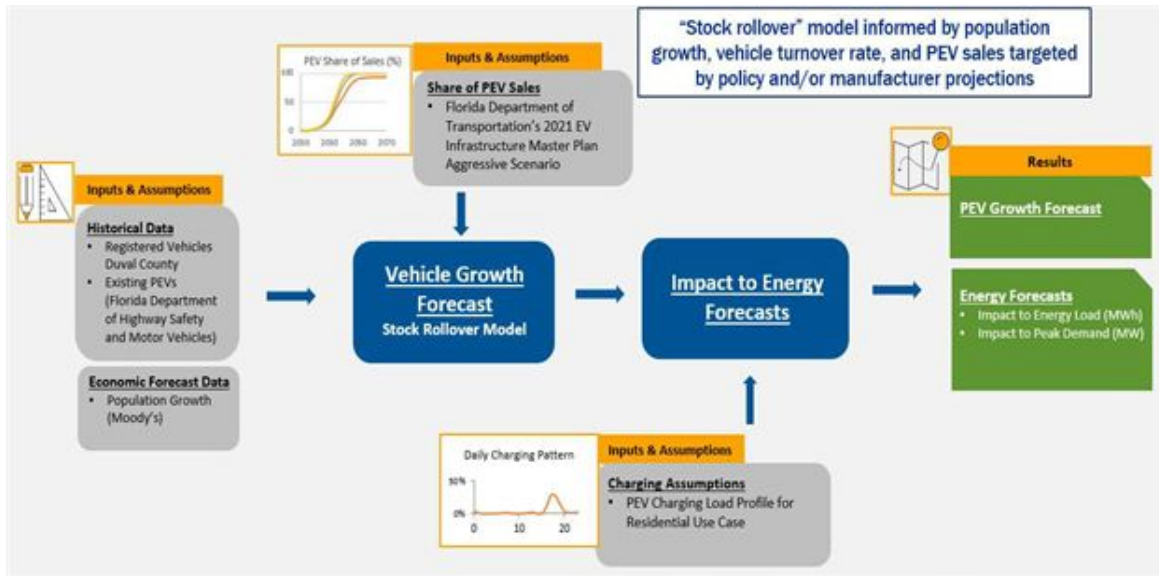 “Stock rollover” model informed by population
growth, vehicle turnover rate, and PEV sales targeted
by policy and/or manufacturer projections
PEV Share of Sales (%)
50
0
2050
2070
Inputs & Assumptions
Share of PEV Sales
• Florida Department of
Transportation’s 2021 EV
Infrastructure Master Plan
Aggressive Scenario
Inputs & Assumptions
Historical Data
• Registered Vehicles
Duval County
• Existing PEVs
(Florida Department
of Highway Safety
and Motor Vehicles)
Economic Forecast Data
• Population Growth
(Moody’s)
Vehicle Growth
Forecast
Stock Rollover Model
Impact to Energy
Forecasts
Results
PEV Growth Forecast
Energy Forecasts
• Impact to Energy Load (MWh)
• Impact to Peak Demand (MW)
Daily Charging Pattern
0%
0 10 20
Inputs & Assumptions
Charging Assumptions
• PEV Charging Load Profile for
Residential Use Case